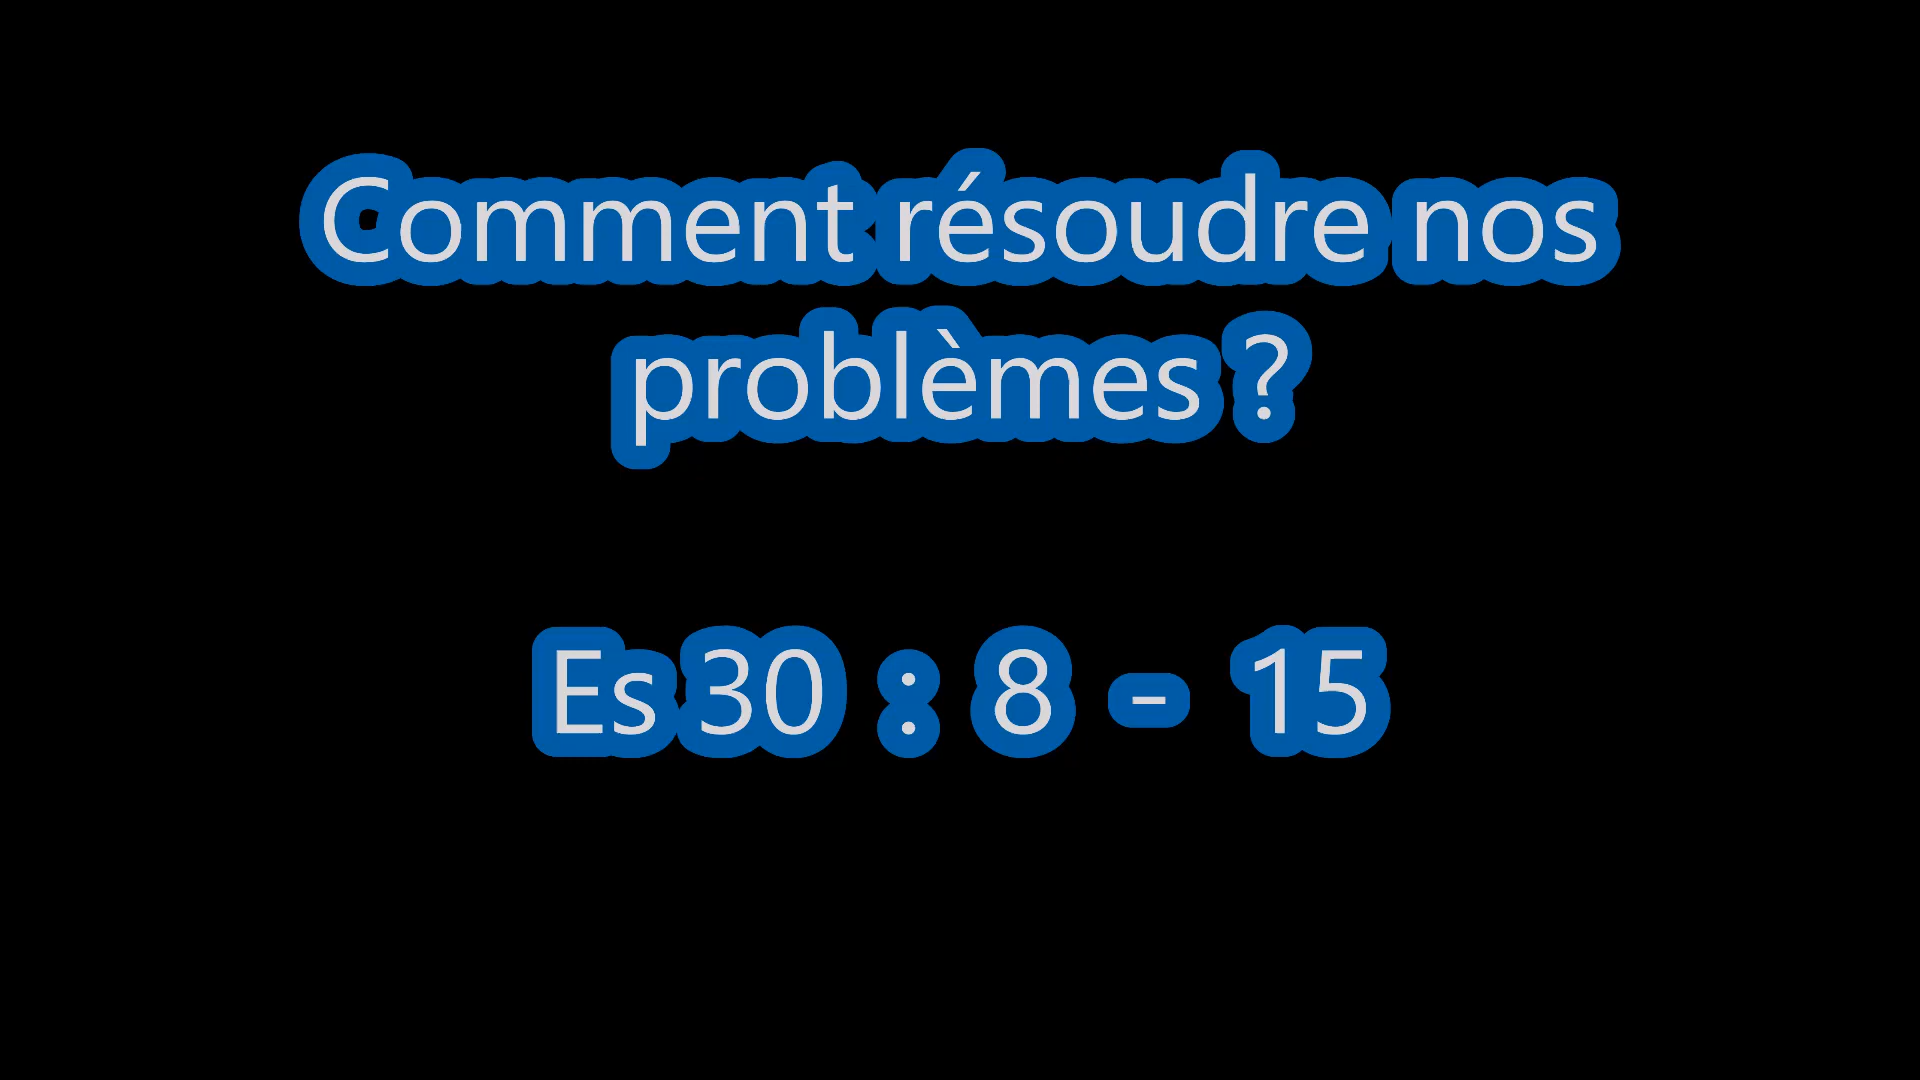 Comment résoudre nos
problèmes ?
Es 30 : 8 - 15